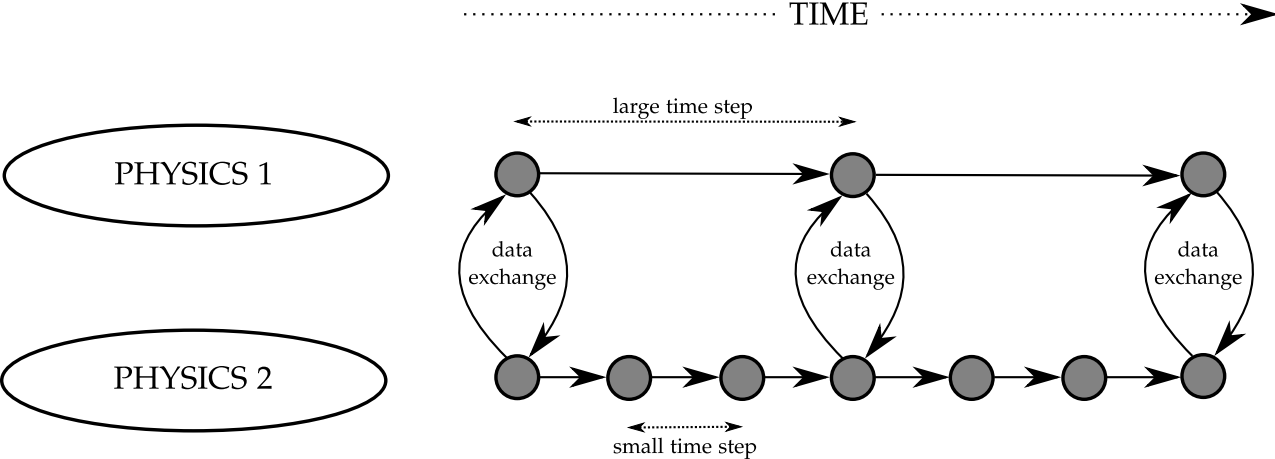 TIME
large time step
PHYSICS 1
data
exchange
data
exchange
data
exchange
PHYSICS 2
small time step